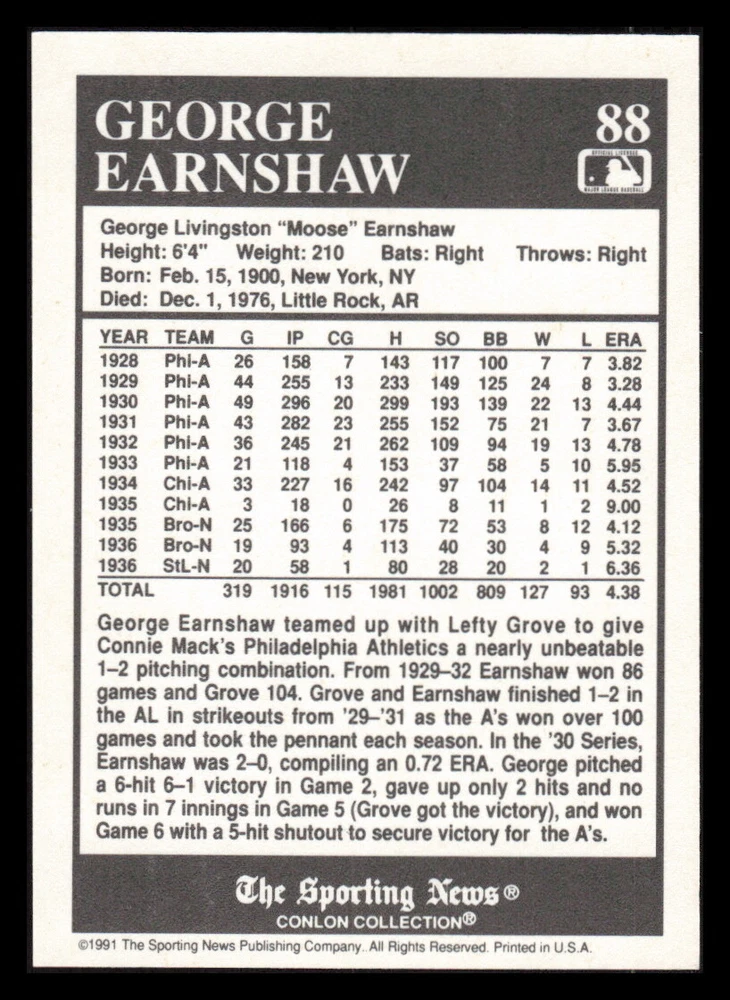 GEORGE 88
EARNSHAW
OFFICIAL LICENSEE
MAJOR LEAGUE BASEBALL
George Livingston “Moose” Earnshaw
Height: 6'4" Weight: 210 Bats: Right Throws: Right
Born: Feb. 15, 1900, New York, NY
Died: Dec. 1, 1976, Little Rock, AR
YEAR TEAM G IP CG H SO BB W L ERA
1928 Phi-A 26 158 7 143 117 100 7 7 3.82
1929 Phi-A 44 255 13 233 149 125 24 8 3.28
1930 Phi-A 49 296 20 299 193 139 22 13 4.44
1931 Phi-A 43 282 23 255 152 75 21 7 3.67
1932 Phi-A 36 245 21 262 109 94 19 13 4.78
1933 Phi-A 21 118 4 153 37 58 5 10 5.95
1934 Chi-A 33 227 16 242 97 104 14 11 4.52
1935 Chi-A 3 18 0 26 8 11 1 2 9.00
1935 Bro-N 25 166 6 175 72 53 8 12 4.12
1936 Bro-N 19 93 4 113 40 30 4 9 5.32
1936 StL-N 20 58 1 80 28 20 2 1 6.36
TOTAL 319 1916 115 1981 1002 809 127 93 4.38
George Earnshaw teamed up with Lefty Grove to give
Connie Mack's Philadelphia Athletics a nearly unbeatable
1–2 pitching combination. From 1929–32 Earnshaw won 86
games and Grove 104. Grove and Earnshaw finished 1–2 in
the AL in strikeouts from ’29–’31 as the A's won over 100
games and took the pennant each season. In the ’30 Series,
Earnshaw was 2–0, compiling an 0.72 ERA. George pitched
a 6-hit 6–1 victory in Game 2, gave up only 2 hits and no
runs in 7 innings in Game 5 (Grove got the victory), and won
Game 6 with a 5-hit shutout to secure victory for the A's.
The Sporting News®
CONLON COLLECTION®
©1991 The Sporting News Publishing Company. All Rights Reserved. Printed in U.S.A.